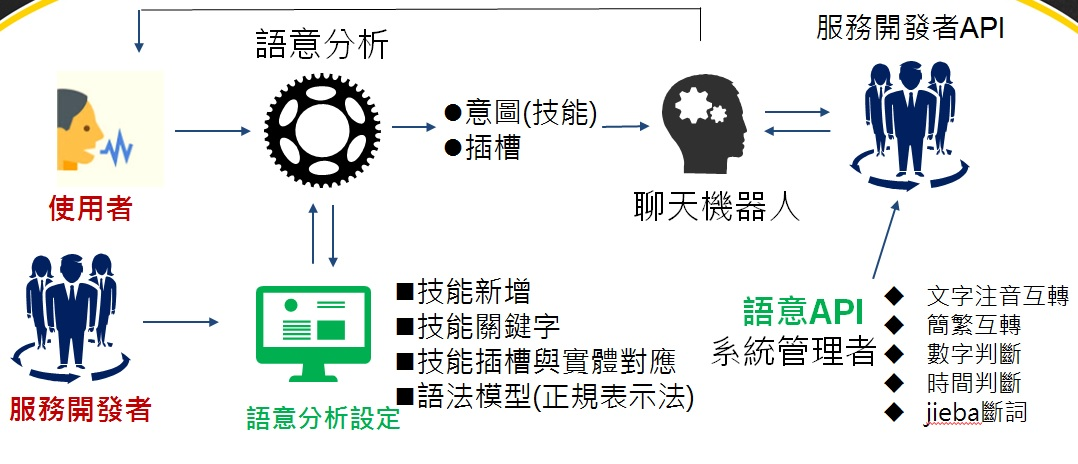 語意分析
服務開發者API
●意圖(技能)
●插槽
使用者
聊天機器人
■技能新增
■技能關鍵字
■技能插槽與實體對應
■語法模型(正規表示法)
服務開發者
語意分析設定
語意API
系統管理者
◆ 文字注音互轉
◆ 簡繁互轉
◆ 數字判斷
◆ 時間判斷
◆ jieba斷詞